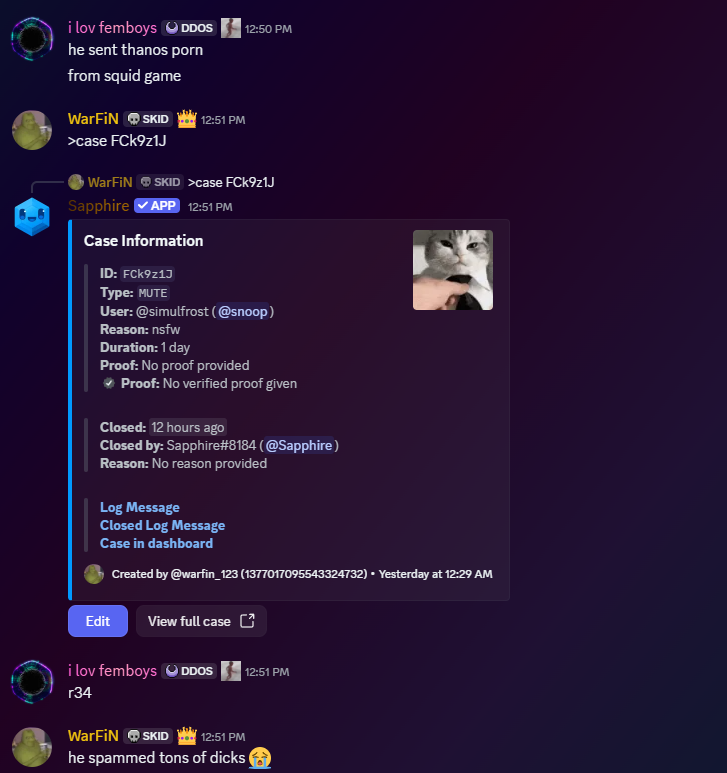 i lov femboys DDOS 12:50 PM
he sent thanos porn
from squid game
WarFiN SKID 12:51 PM
>case FCk9z1J
WarFiN SKID >case FCk9z1J
Sapphire APP 12:51 PM
Case Information
ID: FCk9z1J
Type: MUTE
User: @simulfrost (@snoop)
Reason: nsfw
Duration: 1 day
Proof: No proof provided
Proof: No verified proof given
Closed: 12 hours ago
Closed by: Sapphire#8184 (@Sapphire)
Reason: No reason provided
Log Message
Closed Log Message
Case in dashboard
Created by @warfin_123 (1377017095543324732) • Yesterday at 12:29 AM
Edit View full case
i lov femboys DDOS 12:51 PM
r34
WarFiN SKID 12:51 PM
he spammed tons of dicks 😭